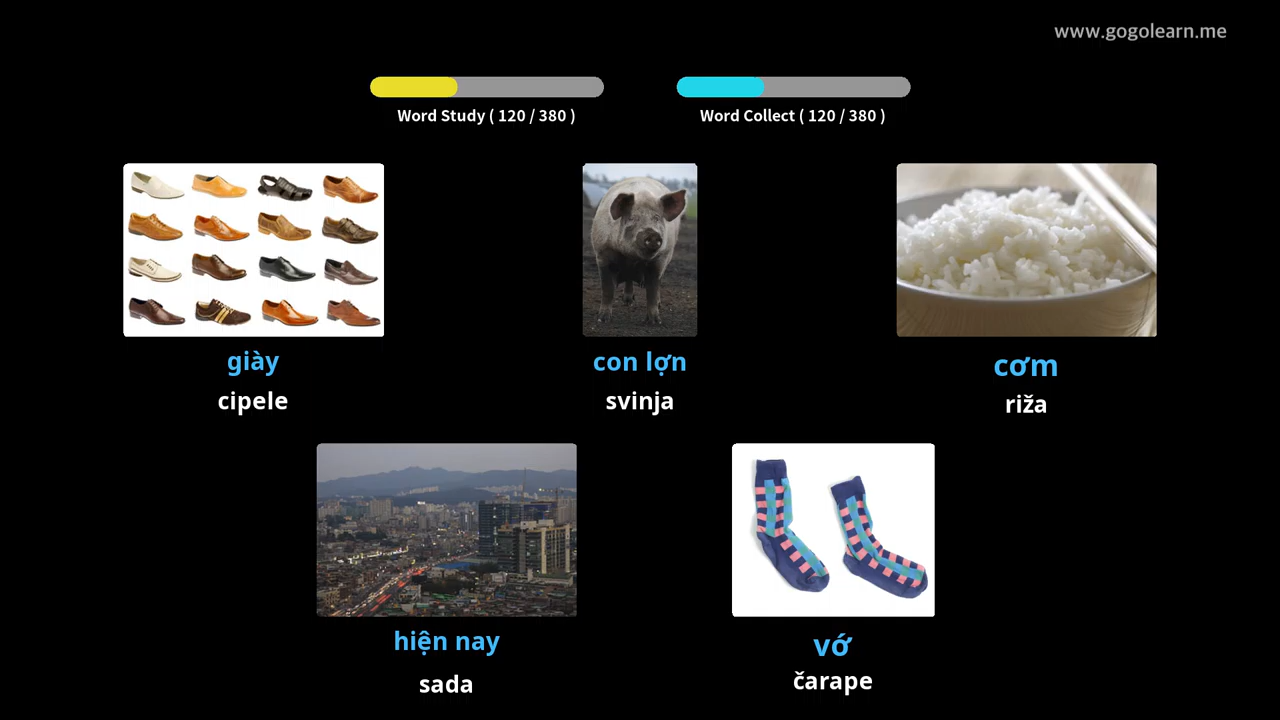 www.gogolearn.me
Word Study ( 120 / 380 )
Word Collect ( 120 / 380 )
giày
cipele
con lợn
svinja
cơm
riža
hiện nay
sada
vớ
čarape